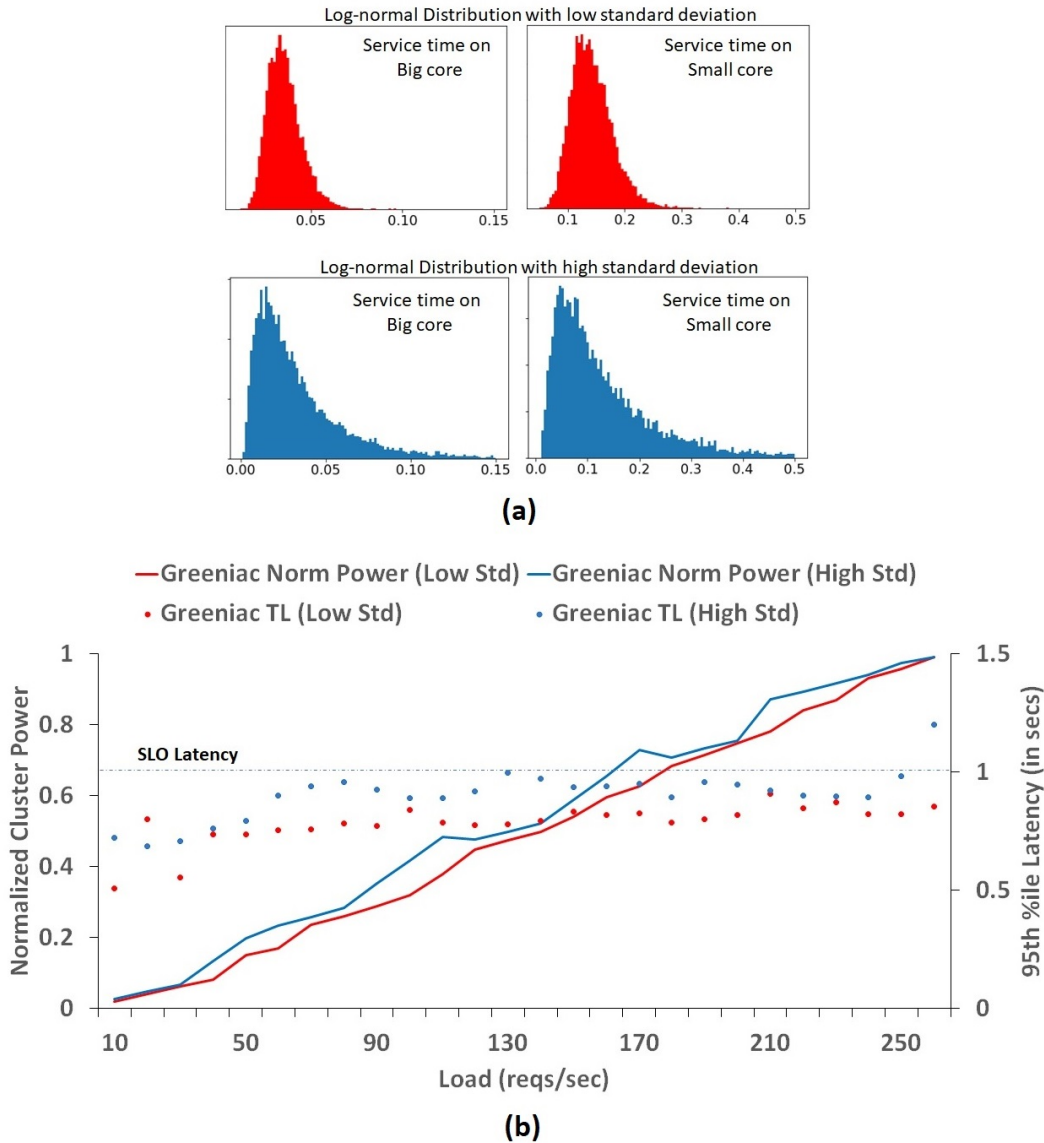 Log-normal Distribution with low standard deviation
Service time on
Big core
Service time on
Small core
0.05 0.10 0.15
0.1 0.2 0.3 0.4 0.5
Log-normal Distribution with high standard deviation
Service time on
Big core
Service time on
Small core
0.00 0.05 0.10 0.15
0.0 0.1 0.2 0.3 0.4 0.5
(a)
Greeniac Norm Power (Low Std) Greeniac Norm Power (High Std)
Greeniac TL (Low Std) Greeniac TL (High Std)
Normalized Cluster Power
1
0.8
0.6
0.4
0.2
0
SLO Latency
1.5
1
0.5
0
95th %ile Latency (in secs)
10 50 90 130 170 210 250
Load (reqs/sec)
(b)